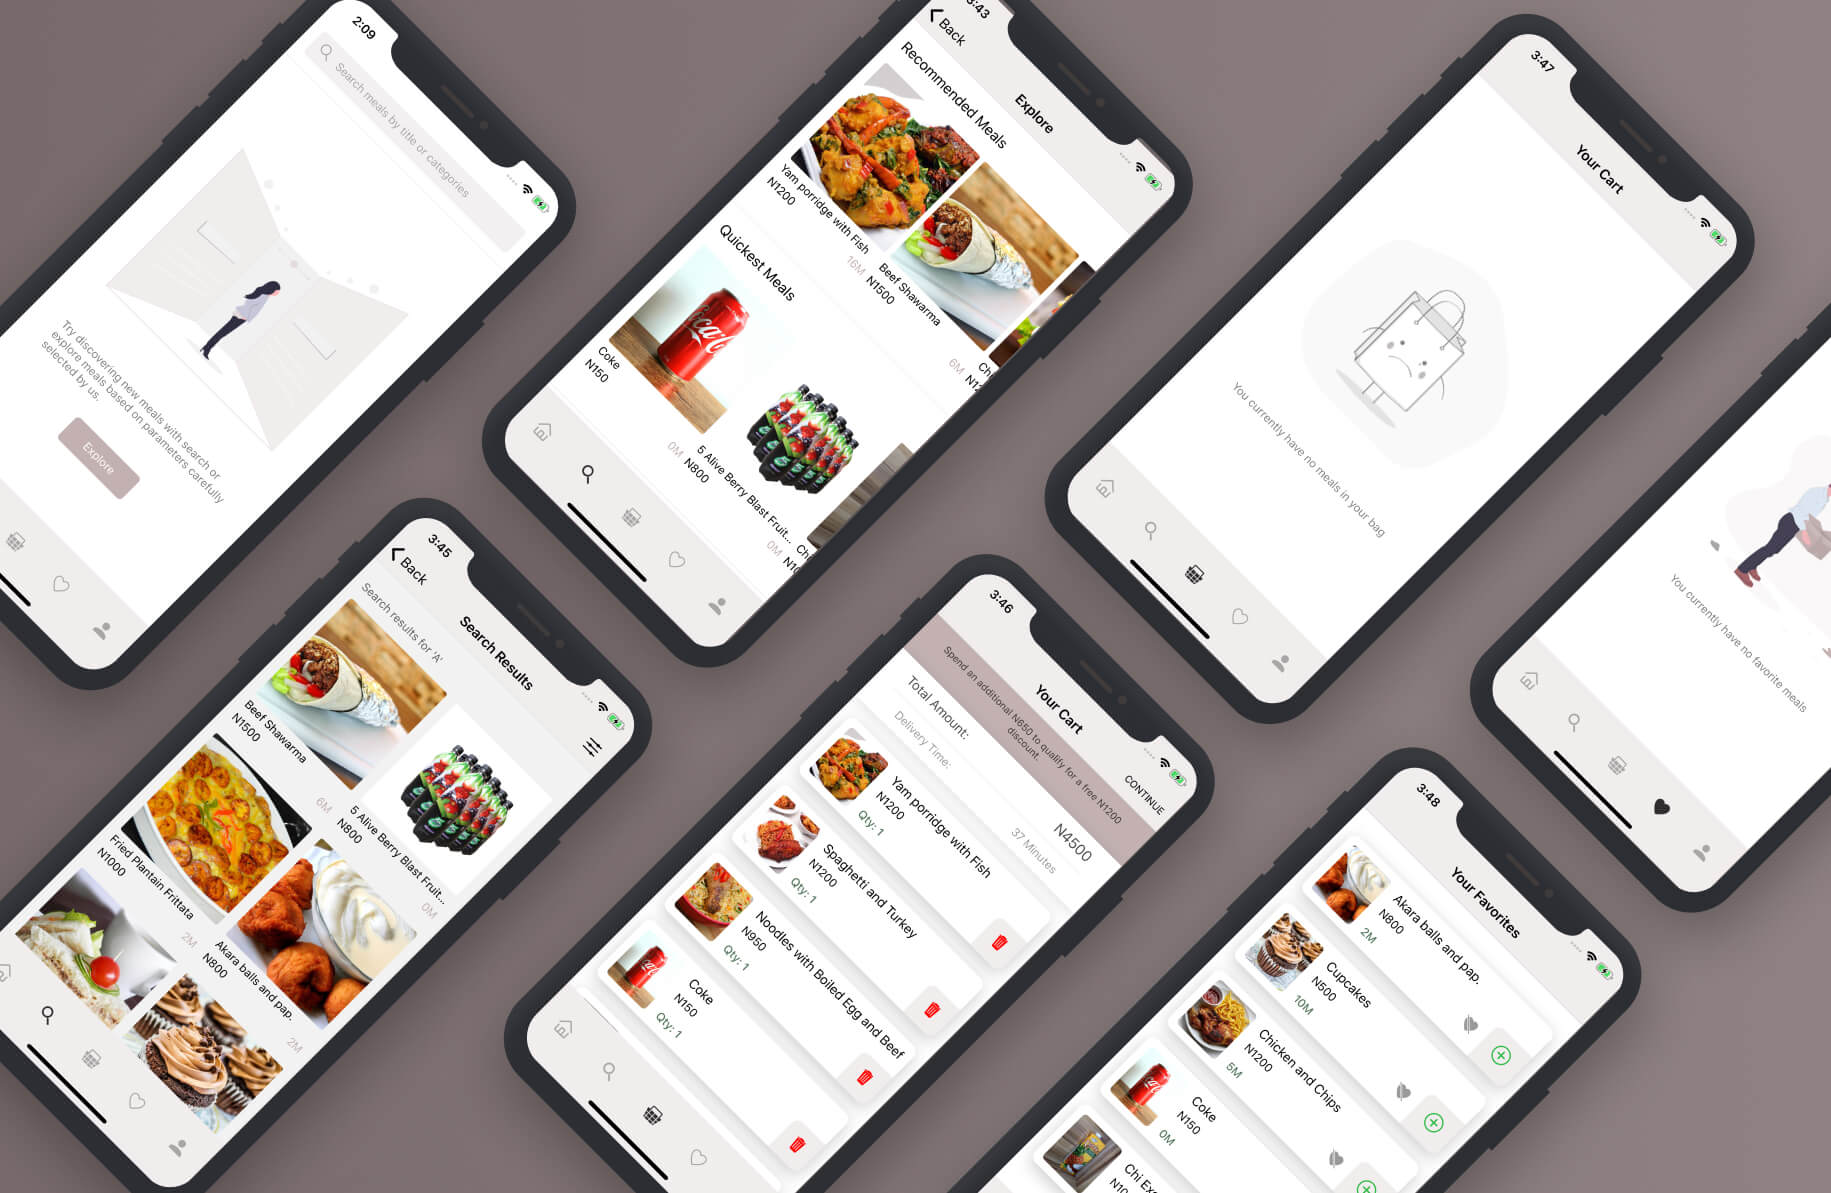 2:09
Search meals by title or categories
Try discovering new meals with search or
explore meals based on parameters carefully
selected by us.
Explore
3:43
Back
Explore
Recommended Meals
Yam porridge with Fish
N1200
16M
Beef Shawarma
N1500
6M
Quickest Meals
Coke
N150
0M
5 Alive Berry Blast Fruit...
N800
0M
3:47
Your Cart
You currently have no meals in your bag
You currently have no favorite meals
3:45
Back
Search Results
Search results for 'A'
Beef Shawarma
N1500
6M
5 Alive Berry Blast Fruit...
N800
0M
Fried Plantain Frittata
N1000
2M
Akara balls and pap.
N800
2M
3:46
Your Cart
CONTINUE
Spend an additional N650 to qualify for a free N1200
discount.
Total Amount:
N4500
Delivery Time:
37 Minutes
Yam porridge with Fish
N1200
Qty: 1
Spaghetti and Turkey
N1200
Qty: 1
Noodles with Boiled Egg and Beef
N950
Qty: 1
Coke
N150
Qty: 1
3:48
Your Favorites
Akara balls and pap.
N800
2M
Cupcakes
N500
10M
Chicken and Chips
N1200
5M
Coke
N150
0M
Chi